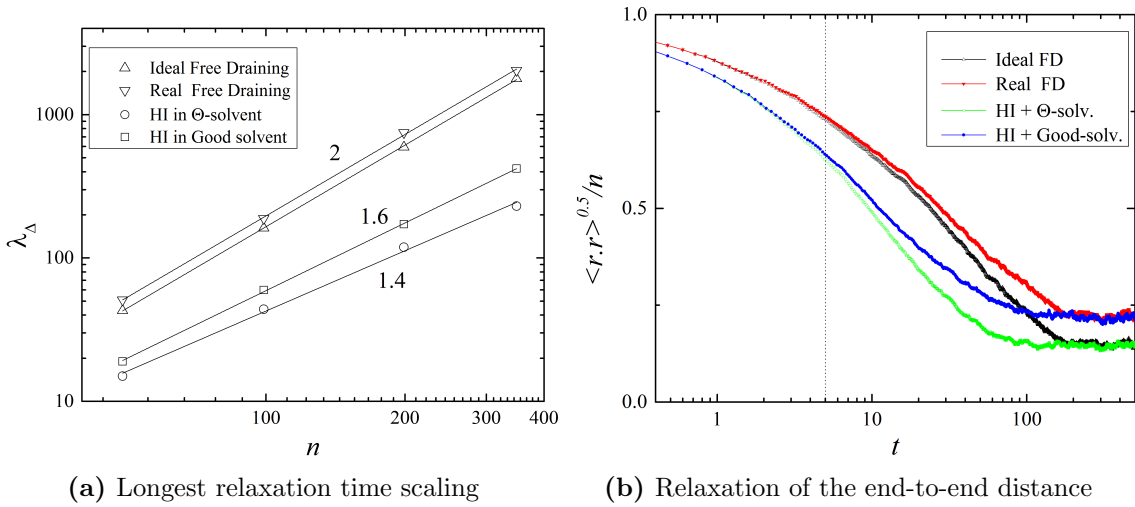 1000
100
10
λ_Δ
Ideal Free Draining
Real Free Draining
HI in Θ-solvent
HI in Good solvent
2
1.6
1.4
100
200
300
400
n
(a) Longest relaxation time scaling
1.0
0.5
0.0
<r.r>^0.5/n
Ideal FD
Real FD
HI + Θ-solv.
HI + Good-solv.
1
10
100
t
(b) Relaxation of the end-to-end distance